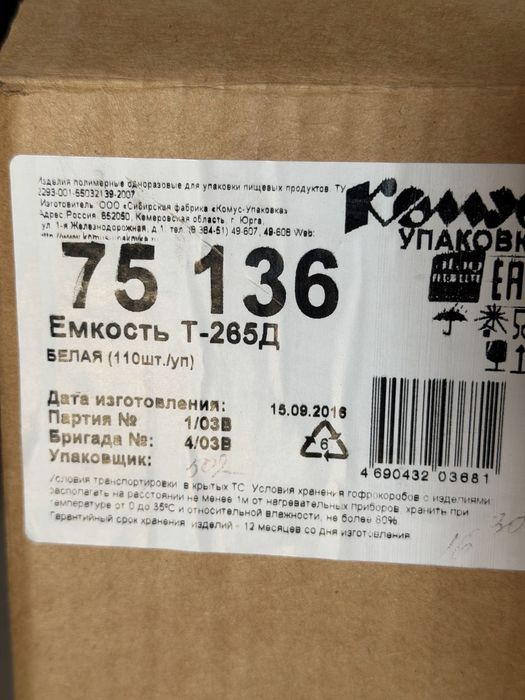 Изделия полимерные одноразовые для упаковки пищевых продуктов. ТУ
2293-001-65032139-2007
Изготовитель: ООО «Сибирская фабрика «Комус-Упаковка»
Адрес:Россия, 652050, Кемеровская область, г. Юрга,
ул. 1-я Железнодорожная, д.1. тел. (8 384-51) 49-607, 49-608 Web:
Комус
УПАКОВК
75 136
ЕАС
Емкость Т-265Д
БЕЛАЯ (110шт./уп)
Дата изготовления: 15.09.2016
Партия № 1/03В
Бригада №: 4/03В
Упаковщик:
6
4 690432 03681
Условия транспортировки: в крытых ТС. Условия хранения: гофрокоробов с изделиями
располагать на расстоянии не менее 1м от нагревательных приборов, хранить при
температуре от 0 до 35°С и относительной влажности, не более 80%
Гарантийный срок хранения изделий - 12 месяцев со дня изготовления